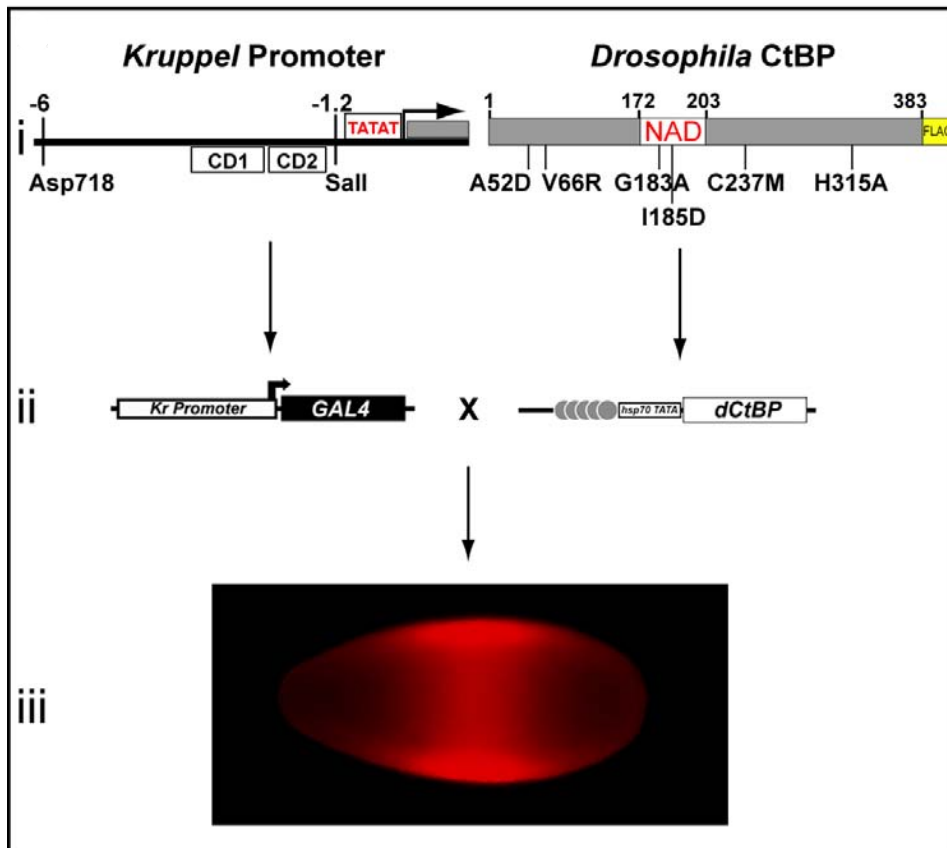 Kruppel Promoter
Drosophila CtBP
i
-6
-1.2
TATAT
CD1
CD2
Asp718
SalI
1
172
203
383
NAD
FLAG
A52D
V66R
G183A
C237M
H315A
I185D
ii
Kr Promoter
GAL4
X
hsp70 TATA
dCtBP
iii